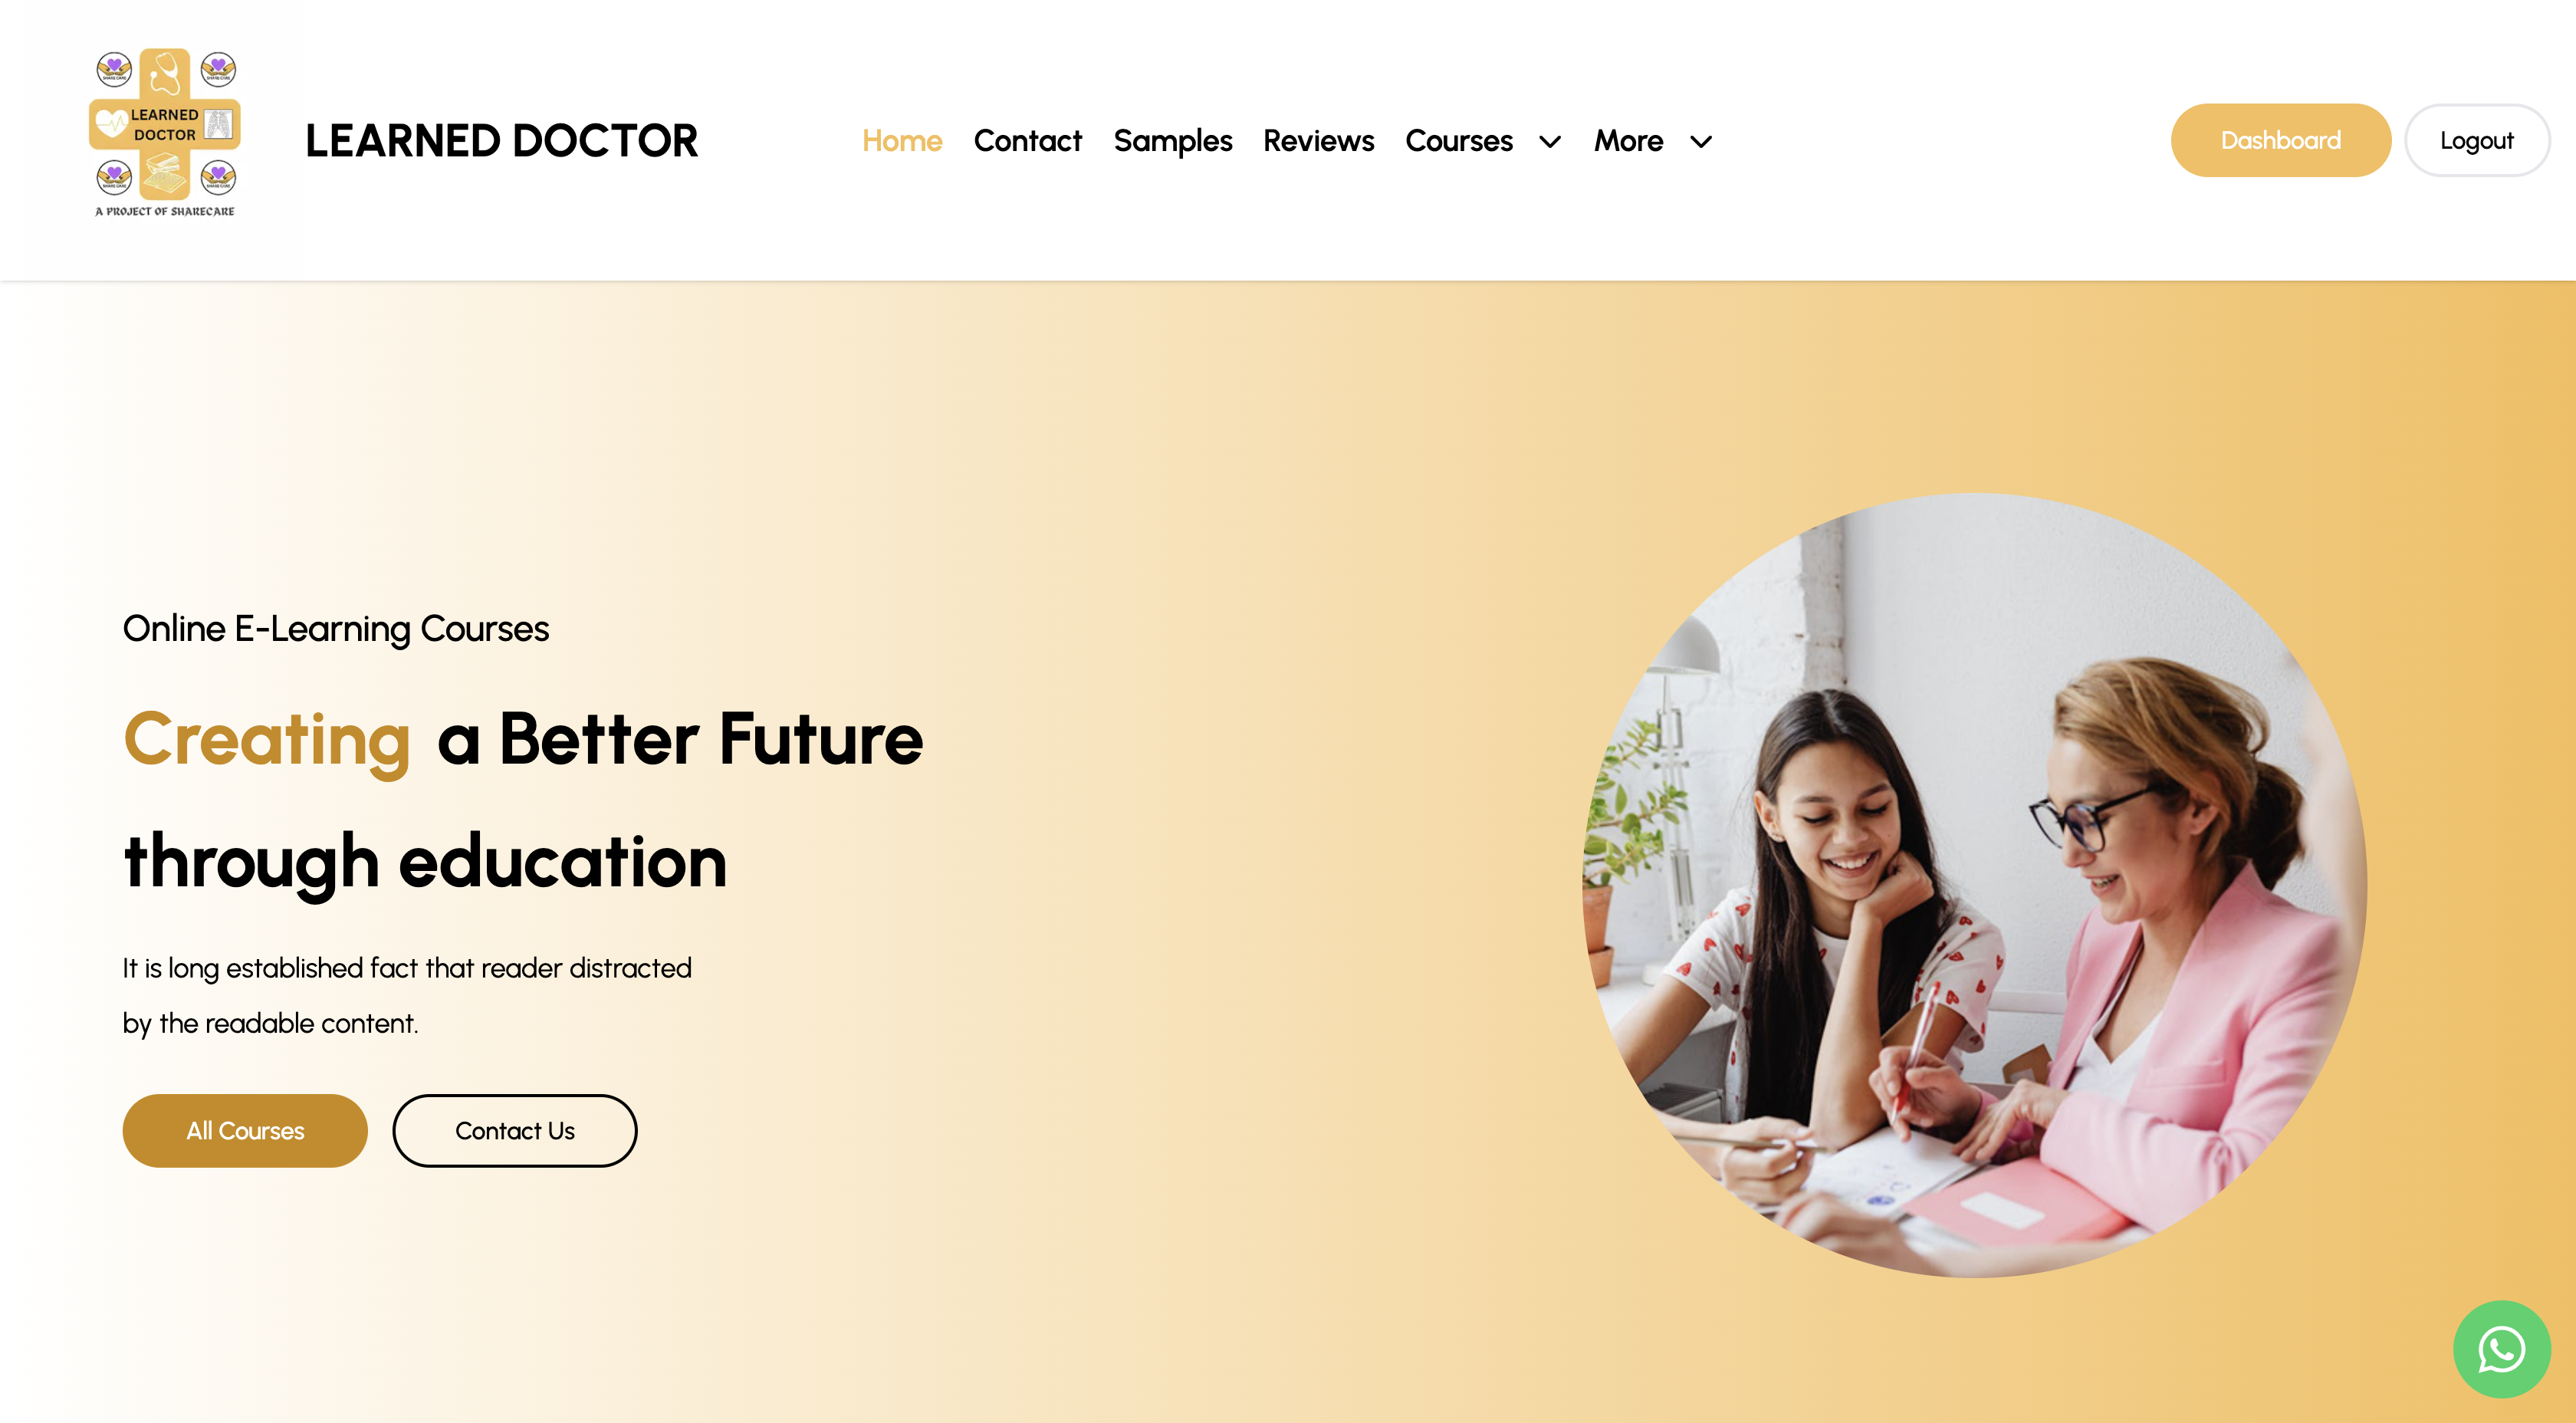 LEARNED
DOCTOR
A PROJECT OF SHARECARE
LEARNED DOCTOR
Home Contact Samples Reviews Courses More
Dashboard Logout
Online E-Learning Courses
Creating a Better Future
through education
It is long established fact that reader distracted
by the readable content.
All Courses Contact Us